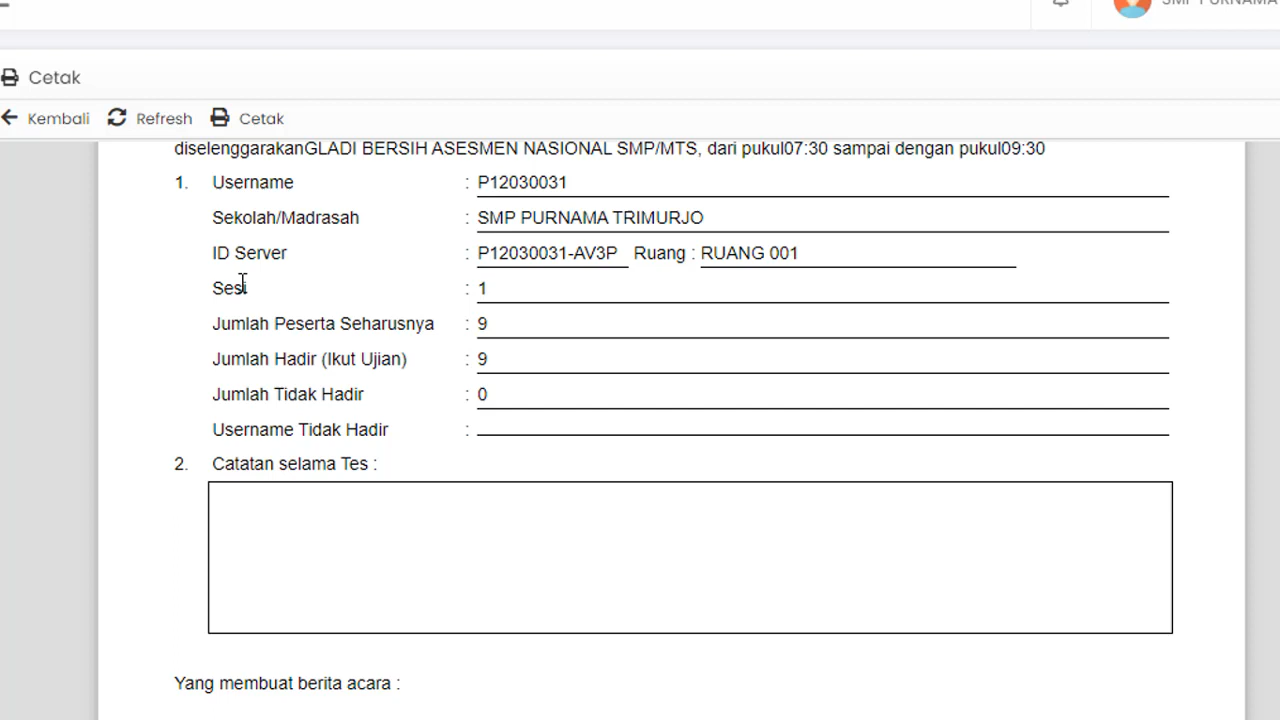 SMP PURNAMA
Cetak
Kembali Refresh Cetak
diselenggarakanGLADI BERSIH ASESMEN NASIONAL SMP/MTS, dari pukul07:30 sampai dengan pukul09:30
1. Username : P12030031
Sekolah/Madrasah : SMP PURNAMA TRIMURJO
ID Server : P12030031-AV3P Ruang : RUANG 001
Sesi : 1
Jumlah Peserta Seharusnya : 9
Jumlah Hadir (Ikut Ujian) : 9
Jumlah Tidak Hadir : 0
Username Tidak Hadir :
2. Catatan selama Tes :
Yang membuat berita acara :